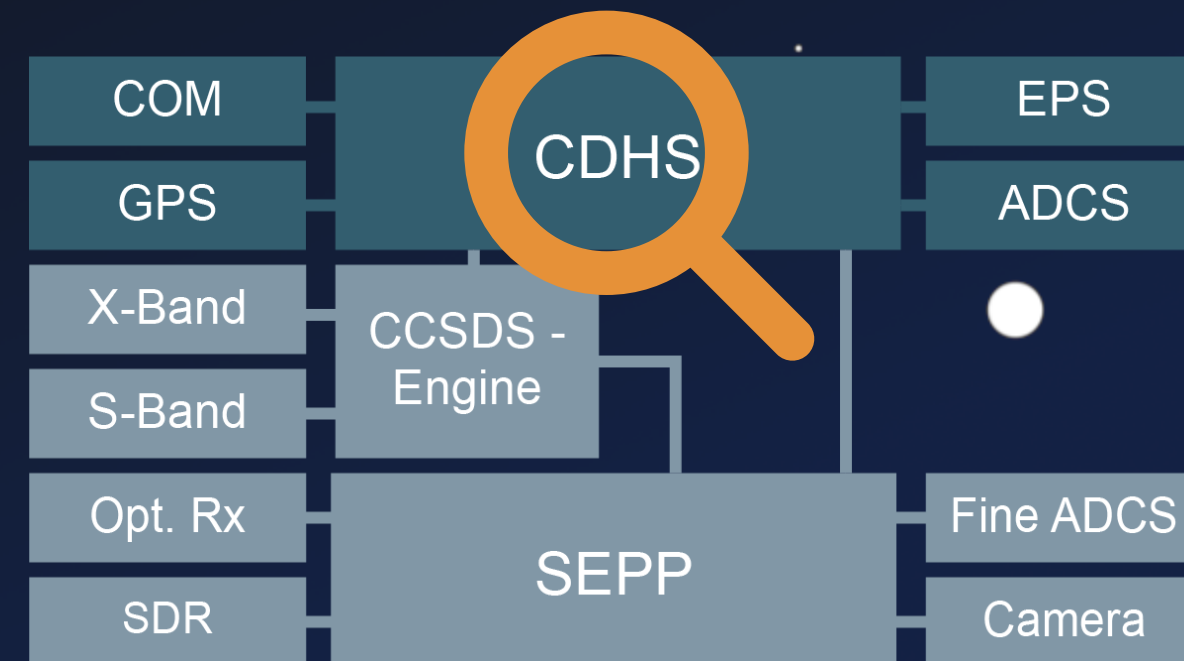 COM
CDHS
EPS
GPS
ADCS
X-Band
CCSDS -
Engine
S-Band
Opt. Rx
SEPP
Fine ADCS
SDR
Camera